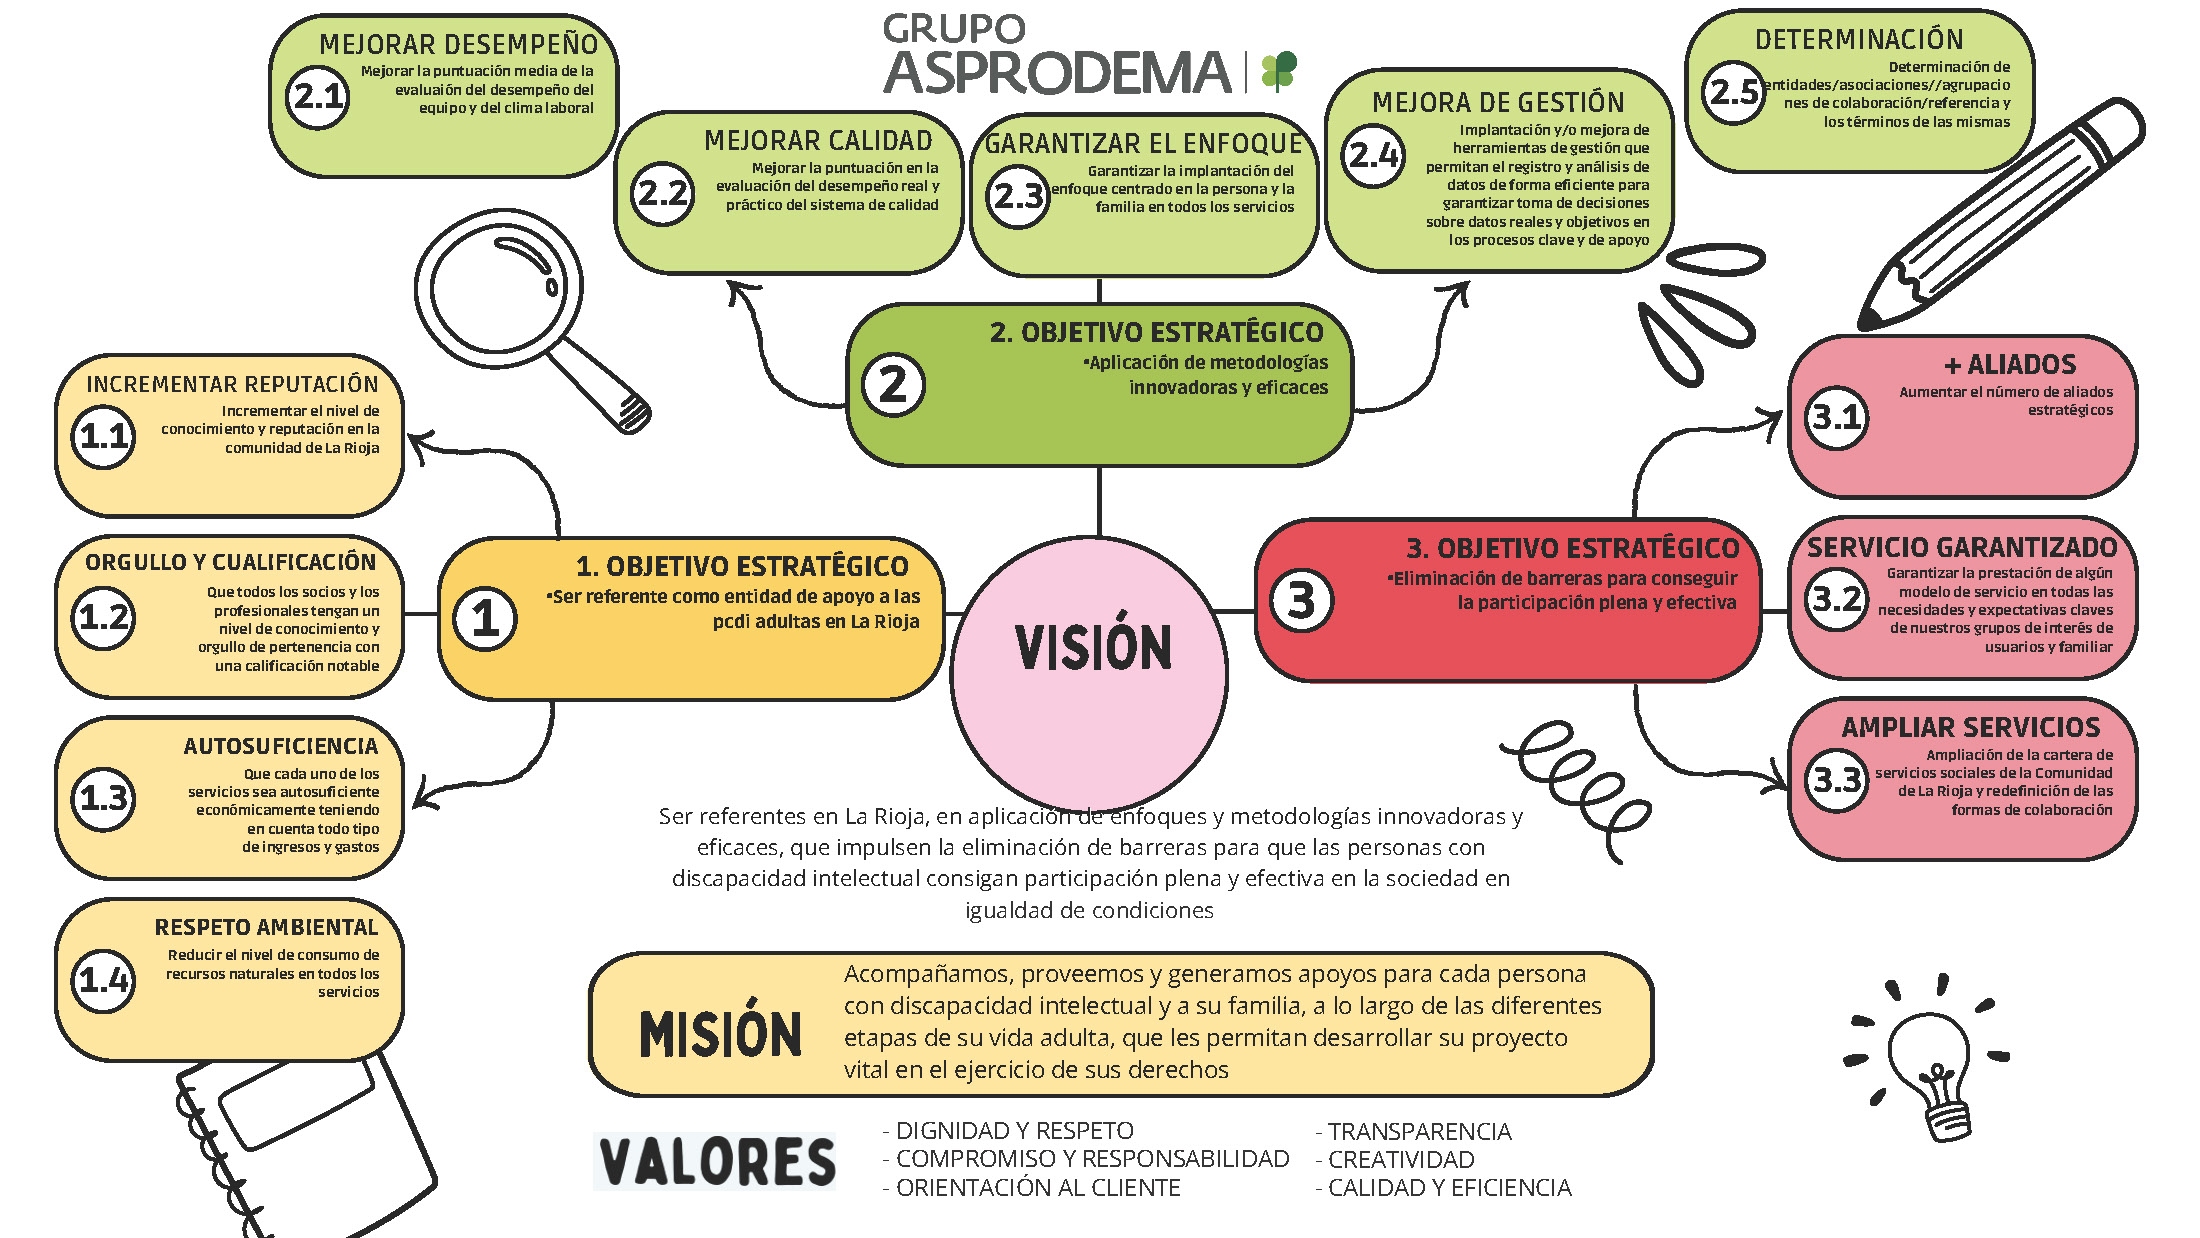 GRUPO
ASPRODEMA
MEJORAR DESEMPEÑO
2.1
Mejorar la puntuación media de la
evaluaión del desempeño del
equipo y del clima laboral
MEJORAR CALIDAD
2.2
Mejorar la puntuación en la
evaluación del desempeño real y
práctico del sistema de calidad
GARANTIZAR EL ENFOQUE
2.3
Garantizar la implantación del
enfoque centrado en la persona y la
familia en todos los servicios
MEJORA DE GESTIÓN
2.4
Implantación y/o mejora de
herramientas de gestión que
permitan el registro y análisis de
datos de forma eficiente para
garantizar toma de decisiones
sobre datos reales y objetivos en
los procesos clave y de apoyo
DETERMINACIÓN
2.5
Determinación de
entidades/asociaciones//agrupacio
nes de colaboración/referencia y
los términos de las mismas
2. OBJETIVO ESTRATÉGICO
2
•Aplicación de metodologías
innovadoras y eficaces
INCREMENTAR REPUTACIÓN
1.1
Incrementar el nivel de
conocimiento y reputación en la
comunidad de La Rioja
ORGULLO Y CUALIFICACIÓN
1.2
Que todos los socios y los
profesionales tengan un
nivel de conocimiento y
orgullo de pertenencia con
una calificación notable
AUTOSUFICIENCIA
1.3
Que cada uno de los
servicios sea autosuficiente
económicamente teniendo
en cuenta todo tipo
de ingresos y gastos
RESPETO AMBIENTAL
1.4
Reducir el nivel de consumo de
recursos naturales en todos los
servicios
1. OBJETIVO ESTRATÉGICO
1
•Ser referente como entidad de apoyo a las
pcdi adultas en La Rioja
VISIÓN
3. OBJETIVO ESTRATÉGICO
3
•Eliminación de barreras para conseguir
la participación plena y efectiva
+ ALIADOS
3.1
Aumentar el número de aliados
estratégicos
SERVICIO GARANTIZADO
3.2
Garantizar la prestación de algún
modelo de servicio en todas las
necesidades y expectativas claves
de nuestros grupos de interés de
usuarios y familiar
AMPLIAR SERVICIOS
3.3
Ampliación de la cartera de
servicios sociales de la Comunidad
de La Rioja y redefinición de las
formas de colaboración
Ser referentes en La Rioja, en aplicación de enfoques y metodologías innovadoras y
eficaces, que impulsen la eliminación de barreras para que las personas con
discapacidad intelectual consigan participación plena y efectiva en la sociedad en
igualdad de condiciones
MISIÓN
Acompañamos, proveemos y generamos apoyos para cada persona
con discapacidad intelectual y a su familia, a lo largo de las diferentes
etapas de su vida adulta, que les permitan desarrollar su proyecto
vital en el ejercicio de sus derechos
VALORES
- DIGNIDAD Y RESPETO
- COMPROMISO Y RESPONSABILIDAD
- ORIENTACIÓN AL CLIENTE
- TRANSPARENCIA
- CREATIVIDAD
- CALIDAD Y EFICIENCIA